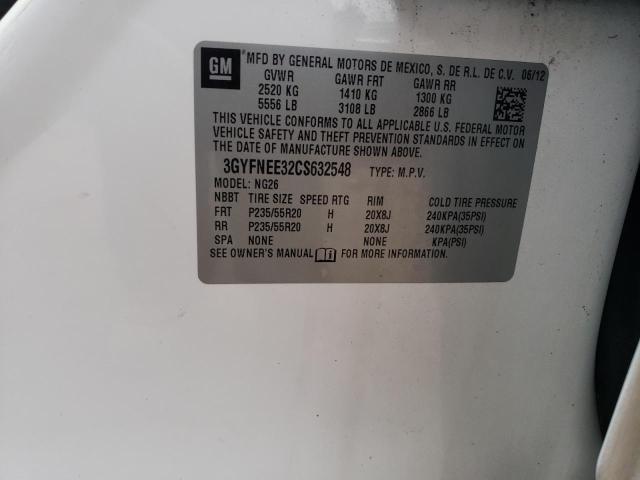 GM
MFD BY GENERAL MOTORS DE MEXICO, S. DE R.L. DE C.V. 06/12
GVWR GAWR FRT GAWR RR
2520 KG 1410 KG 1300 KG
5556 LB 3108 LB 2866 LB
THIS VEHICLE CONFORMS TO ALL APPLICABLE U.S. FEDERAL MOTOR
VEHICLE SAFETY AND THEFT PREVENTION STANDARDS IN EFFECT ON
THE DATE OF MANUFACTURE SHOWN ABOVE.
3GYFNEE32CS632548 TYPE: M.P.V.
MODEL: NG26
NBBT TIRE SIZE SPEED RTG RIM COLD TIRE PRESSURE
FRT P235/55R20 H 20X8J 240KPA(35PSI)
RR P235/55R20 H 20X8J 240KPA(35PSI)
SPA NONE NONE KPA(PSI)
SEE OWNER'S MANUAL FOR MORE INFORMATION.